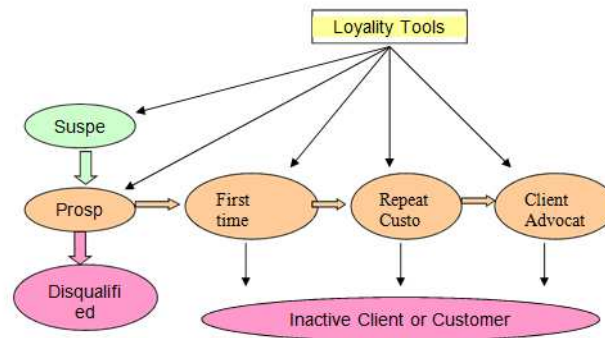 Loyality Tools
Suspe
Prosp
First
time
Repeat
Custo
Client
Advocat
Disqualifi
ed
Inactive Client or Customer